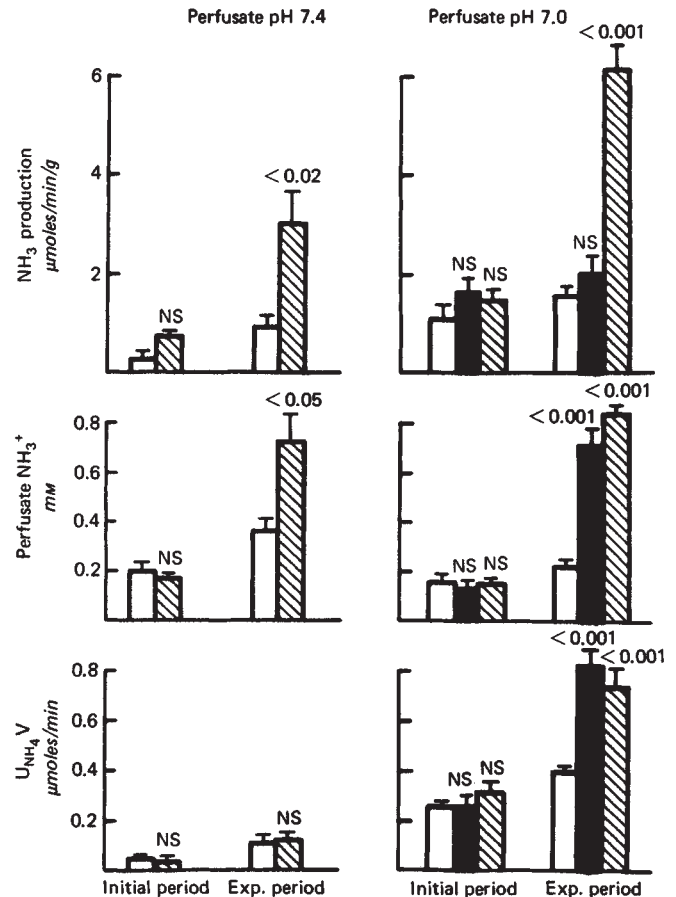 Perfusate pH 7.4
Perfusate pH 7.0
NH₃ production
μmoles/min/g
6
4
2
NS
< 0.02
NS
NS
NS
< 0.001
Perfusate NH₃⁺
mM
0.8
0.6
0.4
0.2
NS
< 0.05
NS
NS
< 0.001
< 0.001
U_NH₄ V
μmoles/min
0.8
0.6
0.4
0.2
NS
NS
NS
NS
< 0.001
< 0.001
Initial period
Exp. period
Initial period
Exp. period